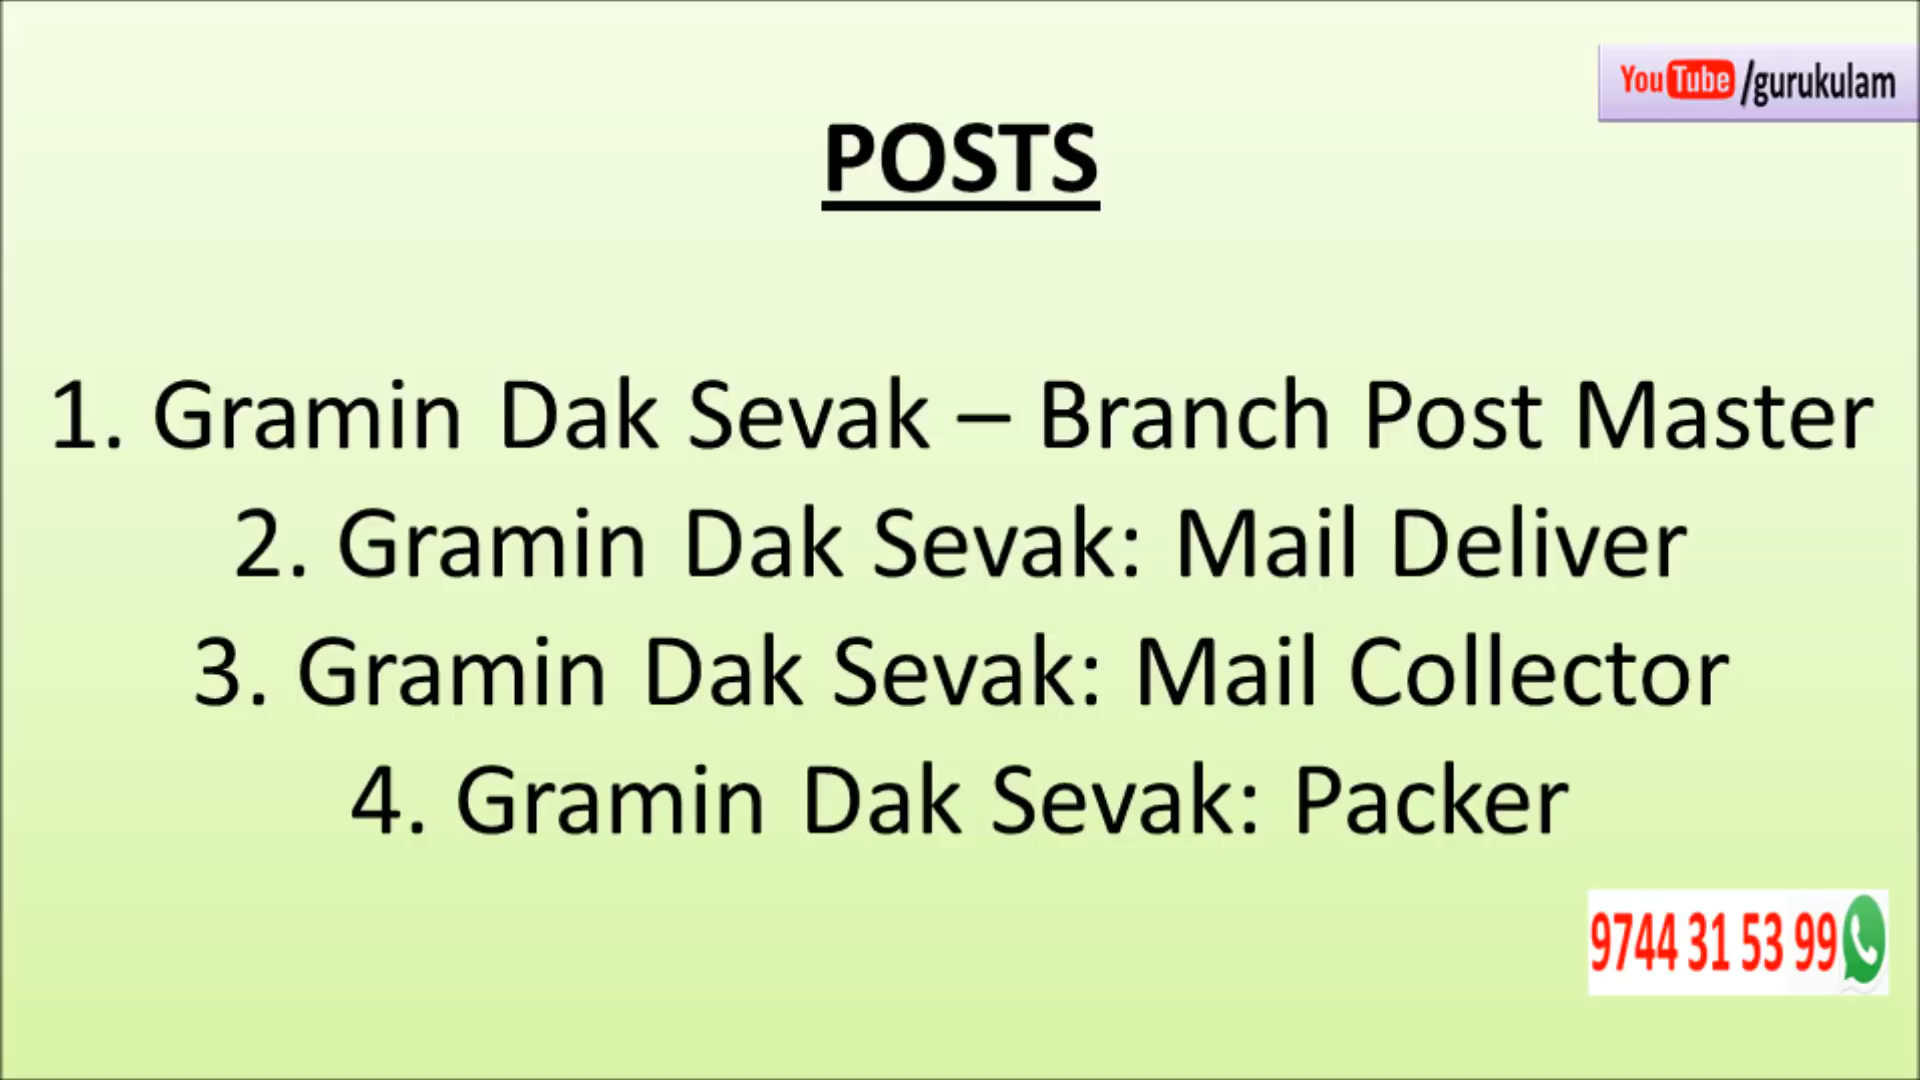 YouTube /gurukulam
POSTS
1. Gramin Dak Sevak – Branch Post Master
2. Gramin Dak Sevak: Mail Deliver
3. Gramin Dak Sevak: Mail Collector
4. Gramin Dak Sevak: Packer
9744 31 53 99